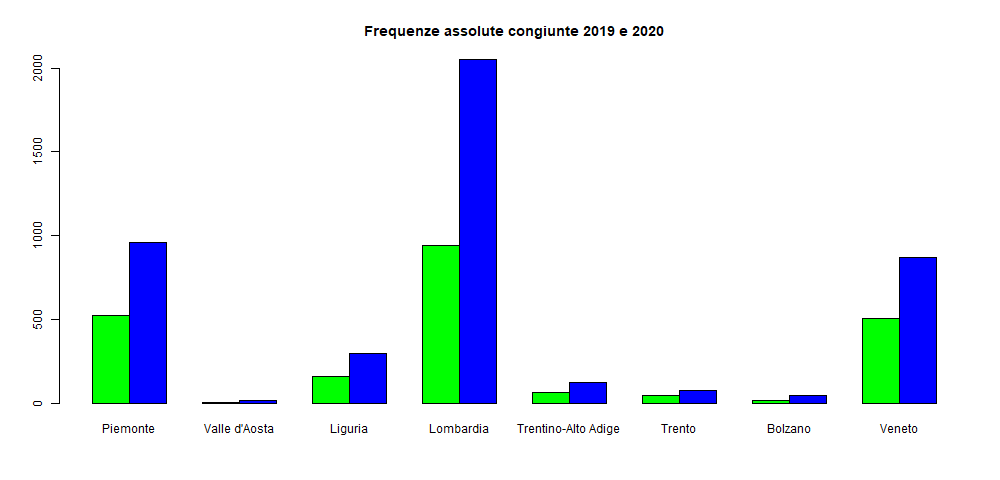 Frequenze assolute congiunte 2019 e 2020
2000
1500
1000
500
0
Piemonte Valle d'Aosta Liguria Lombardia Trentino-Alto Adige Trento Bolzano Veneto